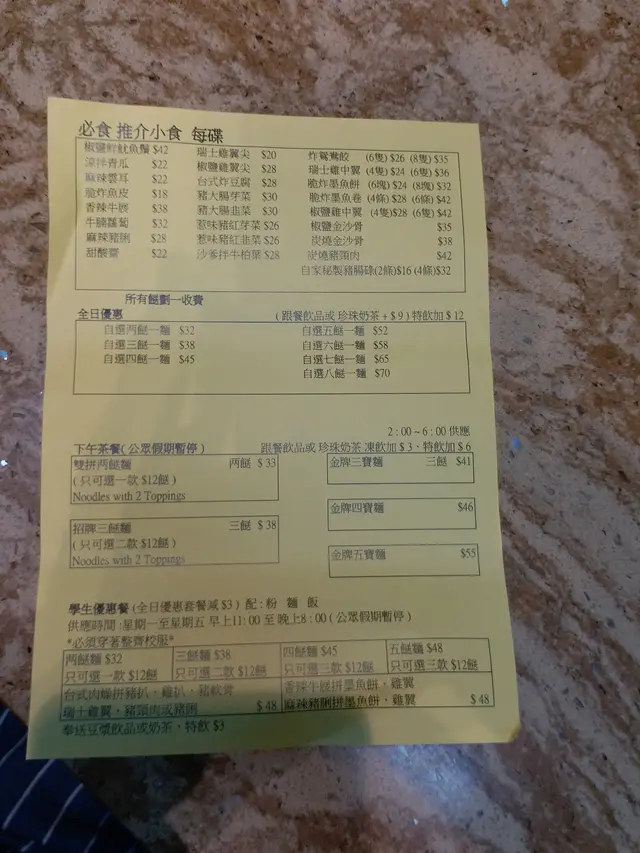 必食 推介小食 每碟
椒鹽鮮魷魚鬚 $42 瑞士雞翼尖 $20 炸鴛鴦餃 (6隻) $26 (8隻) $35
涼拌青瓜 $22 椒鹽雞翼尖 $28 瑞士雞中翼 (4隻) $24 (6隻) $36
麻辣雲耳 $22 台式炸豆腐 $28 脆炸墨魚餅 (6塊) $24 (8塊) $32
脆炸魚皮 $18 豬大腸芽菜 $30 脆炸墨魚卷 (4條) $28 (6條) $42
香辣牛𦟌 $38 豬大腸韭菜 $30 椒鹽雞中翼 (4隻)$28 (6隻) $42
牛腩蘿蔔 $32 惹味豬紅芽菜 $26 椒鹽金沙骨 $35
麻辣豬脷 $28 惹味豬紅韭菜 $26 炭燒金沙骨 $38
甜酸齋 $22 沙爹拌牛柏葉 $28 炭燒豬頸肉 $42
自家秘製豬腸碌(2條)$16 (4條)$32
所有餸劃一收費
全日優惠 (跟餐飲品或 珍珠奶茶 + $ 9 ) 特飲加 $ 12
自選两餸一麵 $32 自選五餸一麵 $52
自選三餸一麵 $38 自選六餸一麵 $58
自選四餸一麵 $45 自選七餸一麵 $65
自選八餸一麵 $70
2 : 00 ~ 6 : 00 供應
下午茶餐 ( 公眾假期暫停 ) 跟餐飲品或 珍珠奶茶 凍飲加 $ 3、特飲加 $ 6
雙拼两餸麵 两餸 $ 33 金牌三寶麵 三餸 $41
( 只可選一款 $12餸 )
Noodles with 2 Toppings
金牌四寶麵 $46
招牌三餸麵 三餸 $ 38
( 只可選二款 $12餸 )
Noodles with 2 Toppings
金牌五寶麵 $55
學生優惠餐 (全日優惠套餐減 $3 ) 配 : 粉 麵 飯
供應時間 :星期一至星期五 早上11 : 00 至 晚上8 : 00 ( 公眾假期暫停 )
*必須穿著整齊校服*
两餸麵 $32 三餸麵 $38 四餸麵 $45 五餸麵 $48
只可選一款 $12餸 只可選二款 $12餸 只可選三款 $12餸 只可選三款 $12餸
台式肉燥拼豬扒、雞扒、豬軟骨 香辣牛𦟌拼墨魚餅，雞翼
瑞士雞翼，豬頸肉或豬脷 $ 48 麻辣豬脷拼墨魚餅，雞翼 $ 48
奉送豆漿飲品或奶茶、特飲 $3